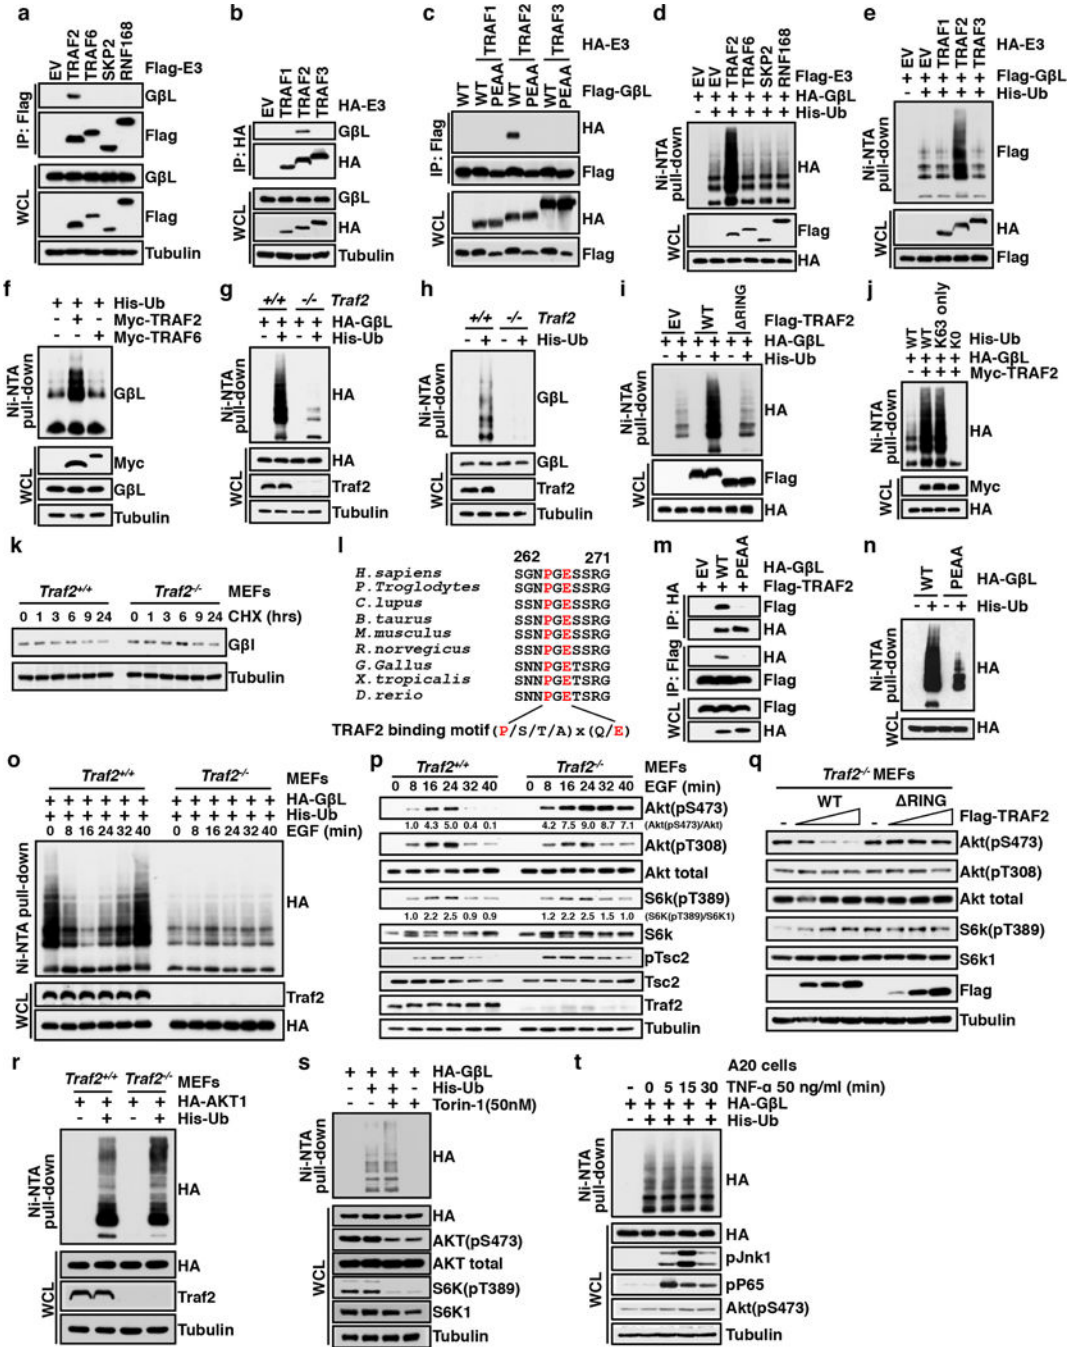 a
EV
TRAF2
TRAF6
SKP2
RNF168
Flag-E3
IP: Flag
GβL
Flag
WCL
GβL
Flag
Tubulin
b
EV
TRAF1
TRAF2
TRAF3
HA-E3
IP: HA
GβL
HA
WCL
GβL
HA
Tubulin
c
TRAF1
TRAF2
TRAF3
HA-E3
WT
WT
PEAA
WT
PEAA
WT
PEAA
Flag-GβL
IP: Flag
HA
Flag
WCL
HA
Flag
d
EV
EV
TRAF2
TRAF6
SKP2
RNF168
Flag-E3
+ + + + + + + HA-GβL
- + + + + + + His-Ub
Ni-NTA pull-down
HA
WCL
Flag
HA
e
EV
EV
TRAF1
TRAF2
TRAF3
HA-E3
+ + + + + Flag-GβL
- + + + + His-Ub
Ni-NTA pull-down
Flag
WCL
HA
Flag
f
+ + + His-Ub
- + - Myc-TRAF2
- - + Myc-TRAF6
Ni-NTA pull-down
GβL
WCL
Myc
GβL
Tubulin
g
+/+ -/- Traf2
+ + + + HA-GβL
- + - + His-Ub
Ni-NTA pull-down
HA
WCL
HA
Traf2
Tubulin
h
+/+ -/- Traf2
- + - + His-Ub
Ni-NTA pull-down
GβL
WCL
GβL
Traf2
Tubulin
i
EV
WT
ΔRING
Flag-TRAF2
+ + + + + + HA-GβL
- + - + - + His-Ub
Ni-NTA pull-down
HA
WCL
Flag
HA
j
WT
WT
K63 only
K0
His-Ub
+ + + + HA-GβL
- + + + Myc-TRAF2
Ni-NTA pull-down
HA
WCL
Myc
HA
k
Traf2+/+ Traf2-/- MEFs
0 1 3 6 9 24 0 1 3 6 9 24 CHX (hrs)
Gβl
Tubulin
l
262 271
H.sapiens SGNPGESSRG
P.Troglodytes SGNPGESSRG
C.lupus SSNPGESSRG
B.taurus SSNPGESSRG
M.musculus SSNPGESSRG
R.norvegicus SSNPGESSRG
G.Gallus SNNPGETSRG
X.tropicalis SNNPGETSRG
D.rerio SNNPGETSRG
TRAF2 binding motif (P/S/T/A)x(Q/E)
m
EV
WT
PEAA
HA-GβL
+ + + Flag-TRAF2
IP: HA
Flag
HA
IP: Flag
HA
Flag
WCL
Flag
HA
n
WT
PEAA
HA-GβL
- + - + His-Ub
Ni-NTA pull-down
HA
WCL
HA
o
Traf2+/+ Traf2-/- MEFs
+ + + + + + + + + + + + HA-GβL
+ + + + + + + + + + + + His-Ub
0 8 16 24 32 40 0 8 16 24 32 40 EGF (min)
Ni-NTA pull-down
HA
WCL
Traf2
HA
p
Traf2+/+ Traf2-/- MEFs
0 8 16 24 32 40 0 8 16 24 32 40 EGF (min)
Akt(pS473)
1.0 4.3 5.0 0.4 0.1 4.2 7.5 9.0 8.7 7.1 (Akt(pS473)/Akt)
Akt(pT308)
Akt total
S6k(pT389)
1.0 2.2 2.5 0.9 0.9 1.2 2.2 2.5 1.5 1.0 (S6K(pT389)/S6K1)
S6k
pTsc2
Tsc2
Traf2
Tubulin
q
Traf2-/- MEFs
WT ΔRING
- - Flag-TRAF2
Akt(pS473)
Akt(pT308)
Akt total
S6k(pT389)
S6k1
Flag
Tubulin
r
Traf2+/+ Traf2-/- MEFs
+ + + + HA-AKT1
- + - + His-Ub
Ni-NTA pull-down
HA
WCL
HA
Traf2
Tubulin
s
+ + + + HA-GβL
- + + - His-Ub
- - + + Torin-1(50nM)
Ni-NTA pull-down
HA
WCL
HA
AKT(pS473)
AKT total
S6K(pT389)
S6K1
Tubulin
t
A20 cells
- 0 5 15 30 TNF-α 50 ng/ml (min)
+ + + + + HA-GβL
- + + + + His-Ub
Ni-NTA pull-down
HA
WCL
HA
pJnk1
pP65
Akt(pS473)
Tubulin